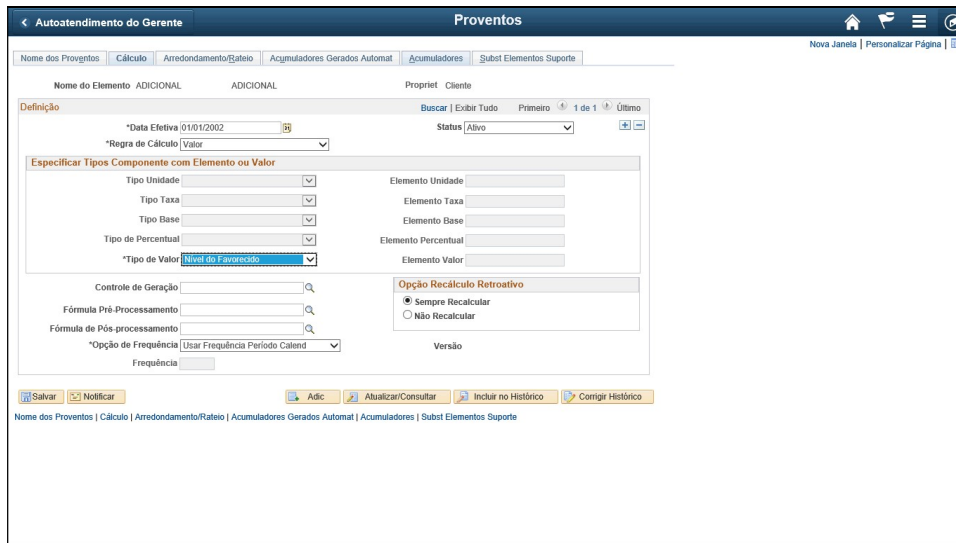 Autoatendimento do Gerente
Proventos
Nova Janela | Personalizar Página |
Nome dos Proventos Cálculo Arredondamento/Rateio Acumuladores Gerados Automat Acumuladores Subst Elementos Suporte
Nome do Elemento ADICIONAL ADICIONAL Propriet Cliente
Definição Buscar | Exibir Tudo Primeiro 1 de 1 Último
*Data Efetiva 01/01/2002 Status Ativo
*Regra de Cálculo Valor
Especificar Tipos Componente com Elemento ou Valor
Tipo Unidade Elemento Unidade
Tipo Taxa Elemento Taxa
Tipo Base Elemento Base
Tipo de Percentual Elemento Percentual
*Tipo de Valor Nível do Favorecido Elemento Valor
Controle de Geração Opção Recálculo Retroativo
Sempre Recalcular
Fórmula Pré-Processamento Não Recalcular
Fórmula de Pós-processamento
*Opção de Frequência Usar Frequência Período Calend Versão
Frequência
Salvar Notificar Adic Atualizar/Consultar Incluir no Histórico Corrigir Histórico
Nome dos Proventos | Cálculo | Arredondamento/Rateio | Acumuladores Gerados Automat | Acumuladores | Subst Elementos Suporte